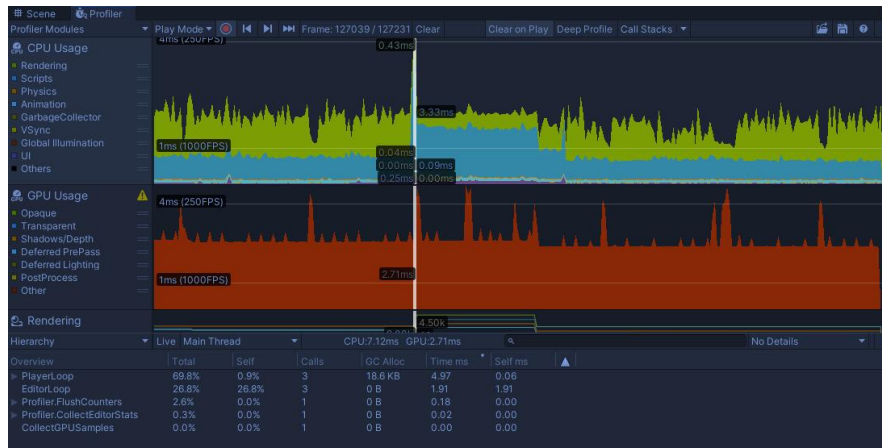 Scene Profiler
Profiler Modules Play Mode Frame: 127039 / 127231 Clear Clear on Play Deep Profile Call Stacks
CPU Usage
Rendering
Scripts
Physics
Animation
GarbageCollector
VSync
Global Illumination
UI
Others
4ms (250FPS)
0.43ms
3.33ms
1ms (1000FPS)
0.04ms
0.00ms 0.09ms
0.25ms 0.00ms
GPU Usage
Opaque
Transparent
Shadows/Depth
Deferred PrePass
Deferred Lighting
PostProcess
Other
4ms (250FPS)
2.71ms
1ms (1000FPS)
Rendering
4.50k
Hierarchy Live Main Thread CPU:7.12ms GPU:2.71ms No Details
Overview Total Self Calls GC Alloc Time ms Self ms
PlayerLoop 69.8% 0.9% 3 18.6 KB 4.97 0.06
EditorLoop 26.8% 26.8% 3 0 B 1.91 1.91
Profiler.FlushCounters 2.6% 0.0% 1 0 B 0.18 0.00
Profiler.CollectEditorStats 0.3% 0.0% 1 0 B 0.02 0.00
CollectGPUSamples 0.0% 0.0% 1 0 B 0.00 0.00